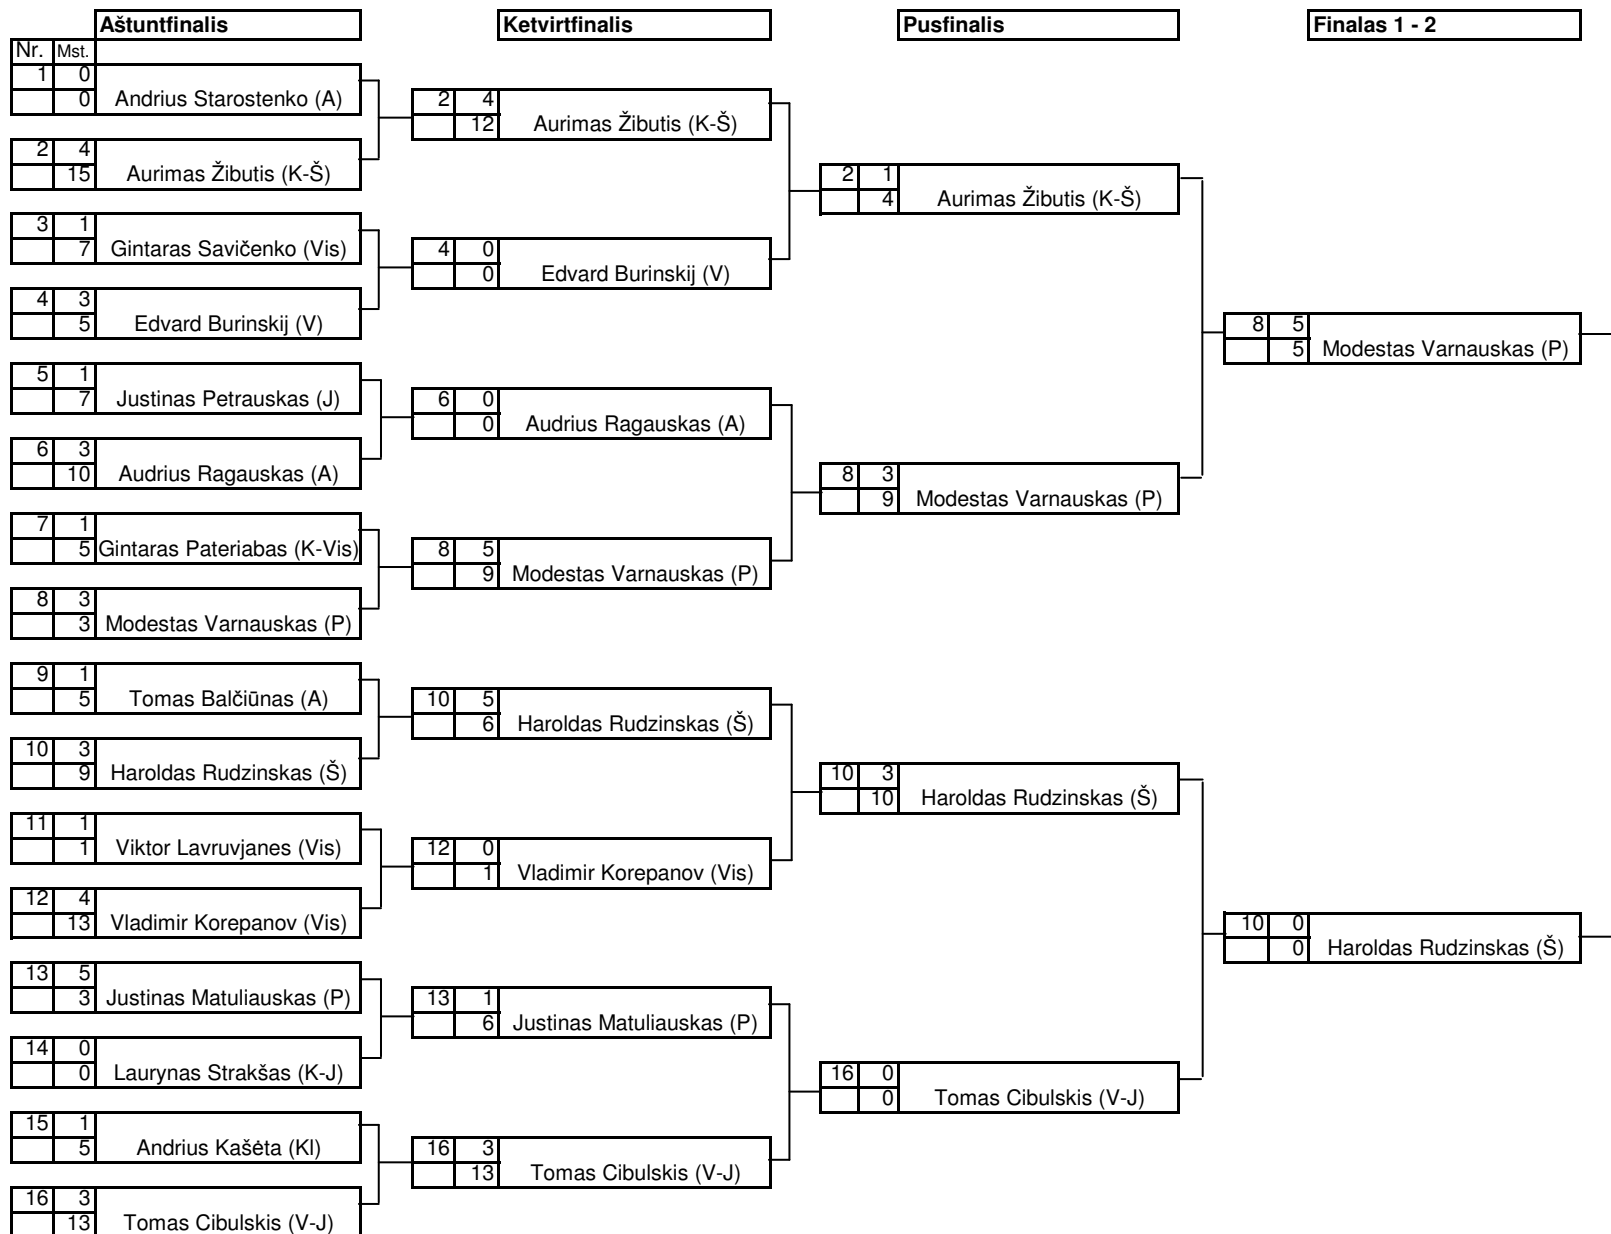 Aštuntfinalis
Ketvirtfinalis
Pusfinalis
Finalas 1 - 2
Nr. Mst.
1 0
0 Andrius Starostenko (A)
2 4
15 Aurimas Žibutis (K-Š)
3 1
7 Gintaras Savičenko (Vis)
4 3
5 Edvard Burinskij (V)
5 1
7 Justinas Petrauskas (J)
6 3
10 Audrius Ragauskas (A)
7 1
5 Gintaras Pateriabas (K-Vis)
8 3
3 Modestas Varnauskas (P)
9 1
5 Tomas Balčiūnas (A)
10 3
9 Haroldas Rudzinskas (Š)
11 1
1 Viktor Lavruvjanes (Vis)
12 4
13 Vladimir Korepanov (Vis)
13 5
3 Justinas Matuliauskas (P)
14 0
0 Laurynas Strakšas (K-J)
15 1
5 Andrius Kašėta (Kl)
16 3
13 Tomas Cibulskis (V-J)
2 4
12 Aurimas Žibutis (K-Š)
4 0
0 Edvard Burinskij (V)
6 0
0 Audrius Ragauskas (A)
8 5
9 Modestas Varnauskas (P)
10 5
6 Haroldas Rudzinskas (Š)
12 0
1 Vladimir Korepanov (Vis)
13 1
6 Justinas Matuliauskas (P)
16 3
13 Tomas Cibulskis (V-J)
2 1
4 Aurimas Žibutis (K-Š)
8 3
9 Modestas Varnauskas (P)
10 3
10 Haroldas Rudzinskas (Š)
16 0
0 Tomas Cibulskis (V-J)
8 5
5 Modestas Varnauskas (P)
10 0
0 Haroldas Rudzinskas (Š)